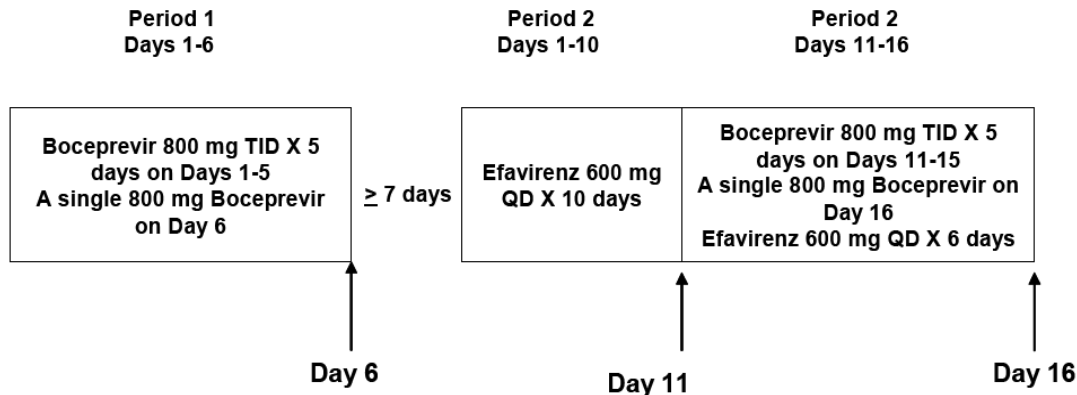 Period 1
Days 1-6
Period 2
Days 1-10
Period 2
Days 11-16
Boceprevir 800 mg TID X 5
days on Days 1-5
A single 800 mg Boceprevir
on Day 6
≥ 7 days
Efavirenz 600 mg
QD X 10 days
Boceprevir 800 mg TID X 5
days on Days 11-15
A single 800 mg Boceprevir on
Day 16
Efavirenz 600 mg QD X 6 days
Day 6
Day 11
Day 16